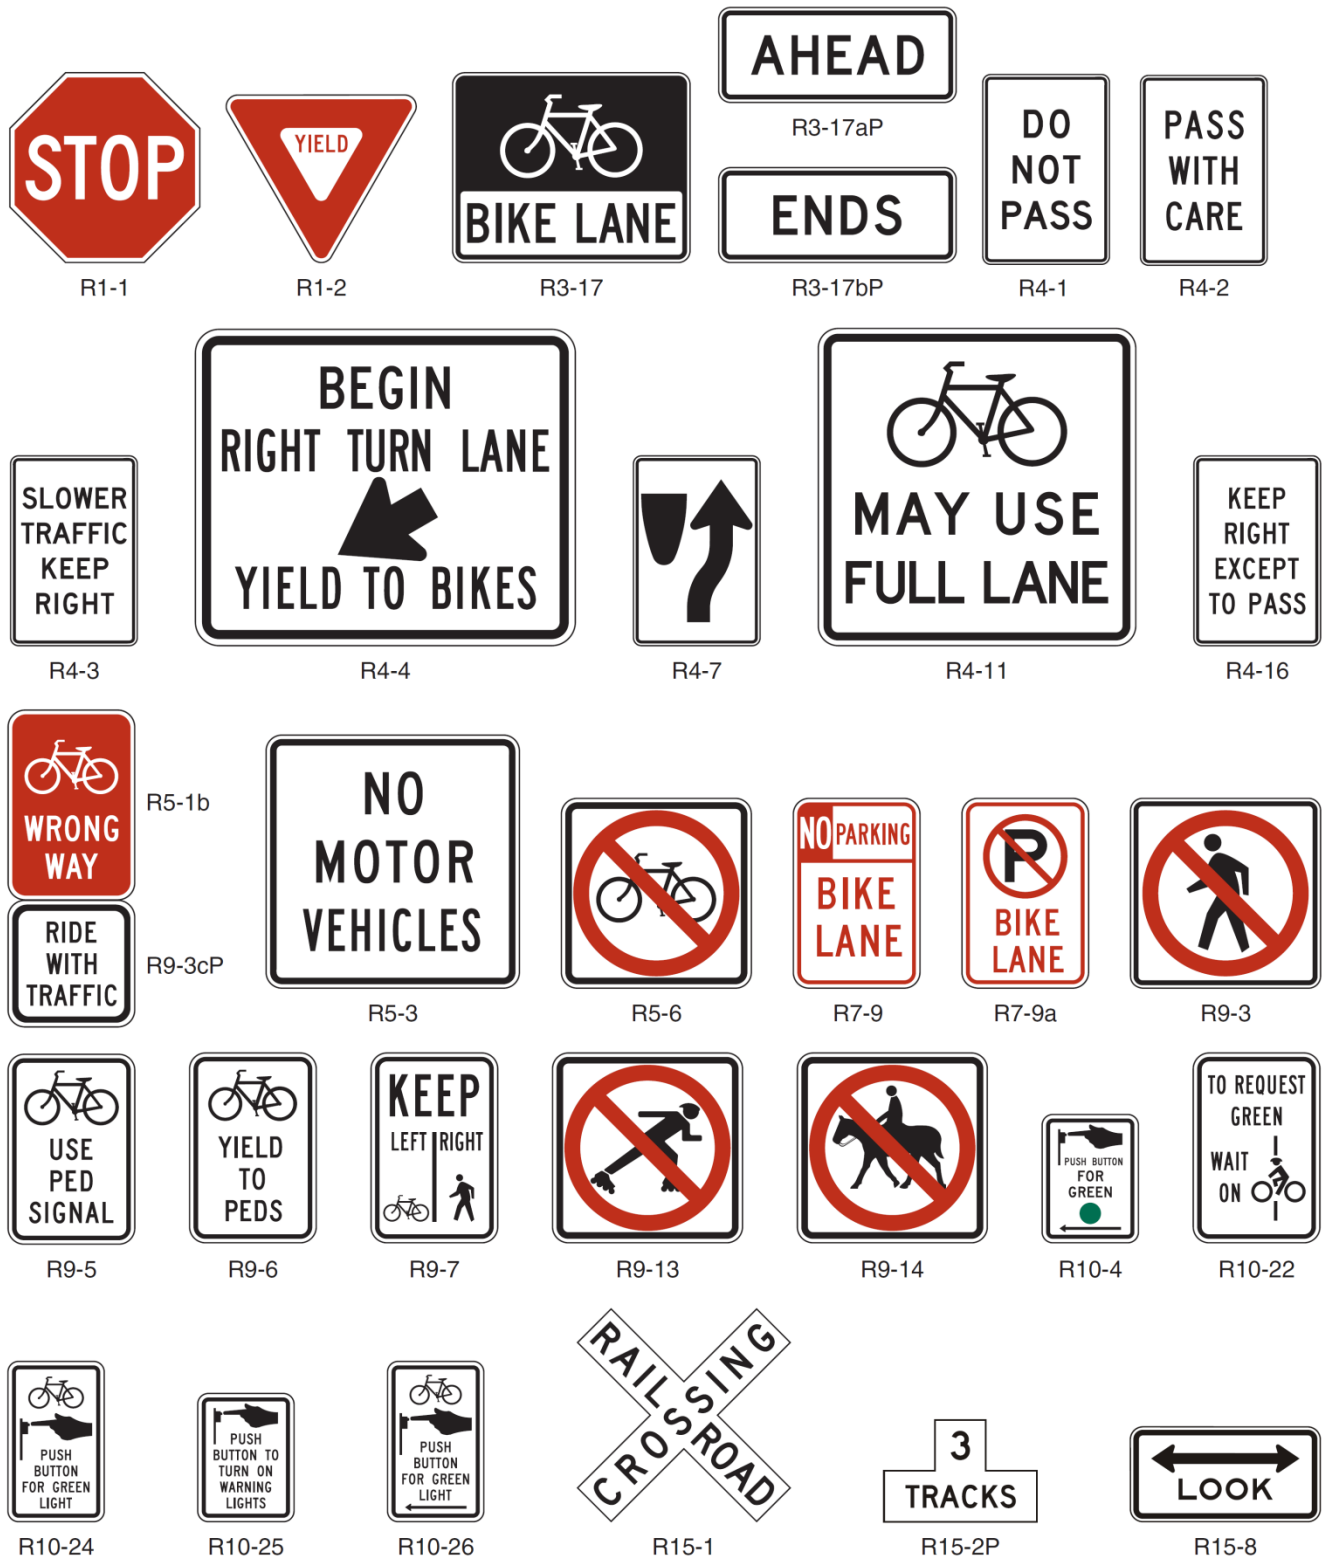 STOP
R1-1
YIELD
R1-2
BIKE LANE
R3-17
AHEAD
R3-17aP
ENDS
R3-17bP
DO
NOT
PASS
R4-1
PASS
WITH
CARE
R4-2
SLOWER
TRAFFIC
KEEP
RIGHT
R4-3
BEGIN
RIGHT TURN LANE
YIELD TO BIKES
R4-4
R4-7
MAY USE
FULL LANE
R4-11
KEEP
RIGHT
EXCEPT
TO PASS
R4-16
WRONG
WAY
R5-1b
RIDE
WITH
TRAFFIC
R9-3cP
NO
MOTOR
VEHICLES
R5-3
R5-6
NO PARKING
BIKE
LANE
R7-9
P
BIKE
LANE
R7-9a
R9-3
USE
PED
SIGNAL
R9-5
YIELD
TO
PEDS
R9-6
KEEP
LEFT RIGHT
R9-7
R9-13
R9-14
PUSH BUTTON
FOR
GREEN
R10-4
TO REQUEST
GREEN
WAIT
ON
R10-22
PUSH
BUTTON
FOR GREEN
LIGHT
R10-24
PUSH
BUTTON TO
TURN ON
WARNING
LIGHTS
R10-25
PUSH
BUTTON
FOR GREEN
LIGHT
R10-26
RAILROAD
CROSSING
R15-1
3
TRACKS
R15-2P
LOOK
R15-8